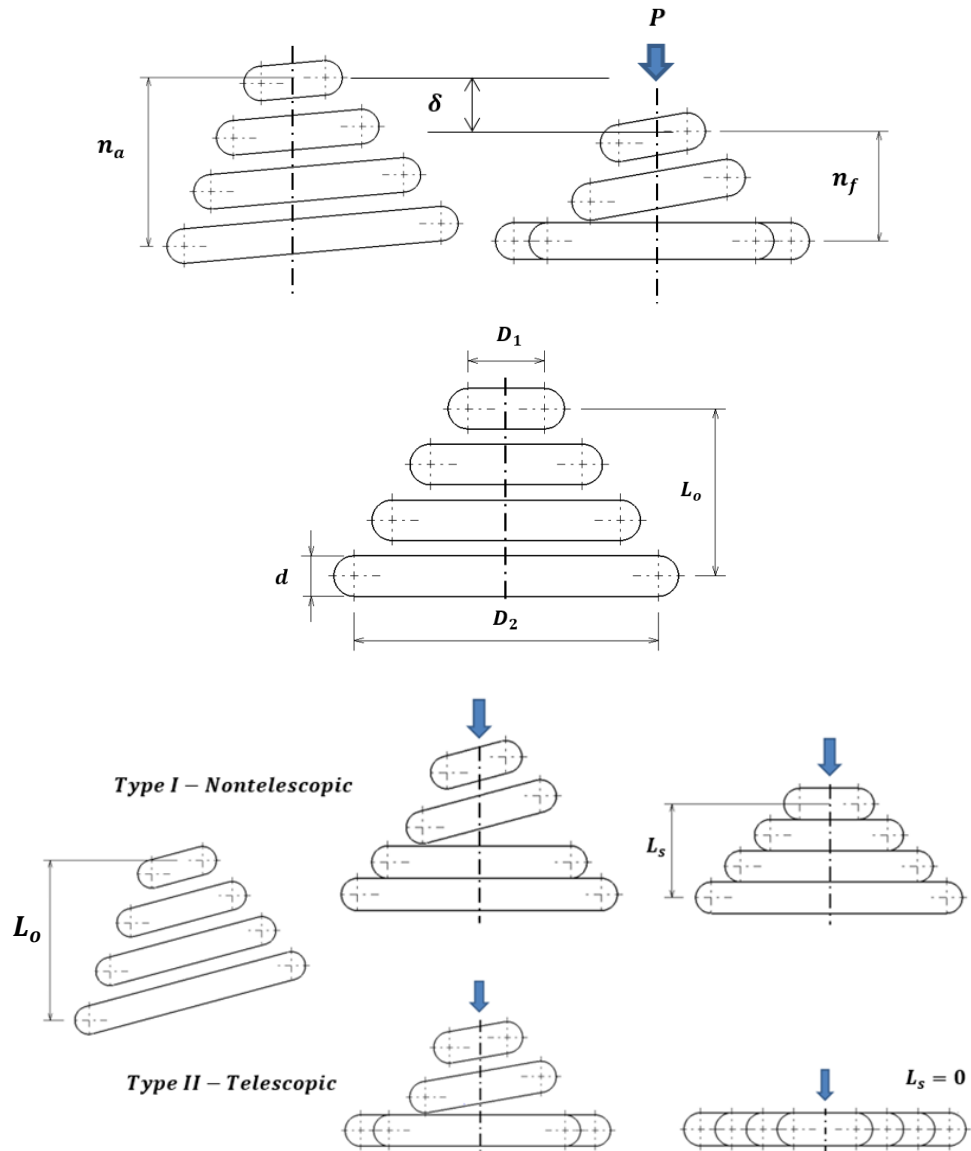 P
δ
n_a
n_f
D_1
L_o
d
D_2
Type I – Nontelescopic
L_s
L_o
Type II – Telescopic
L_s = 0